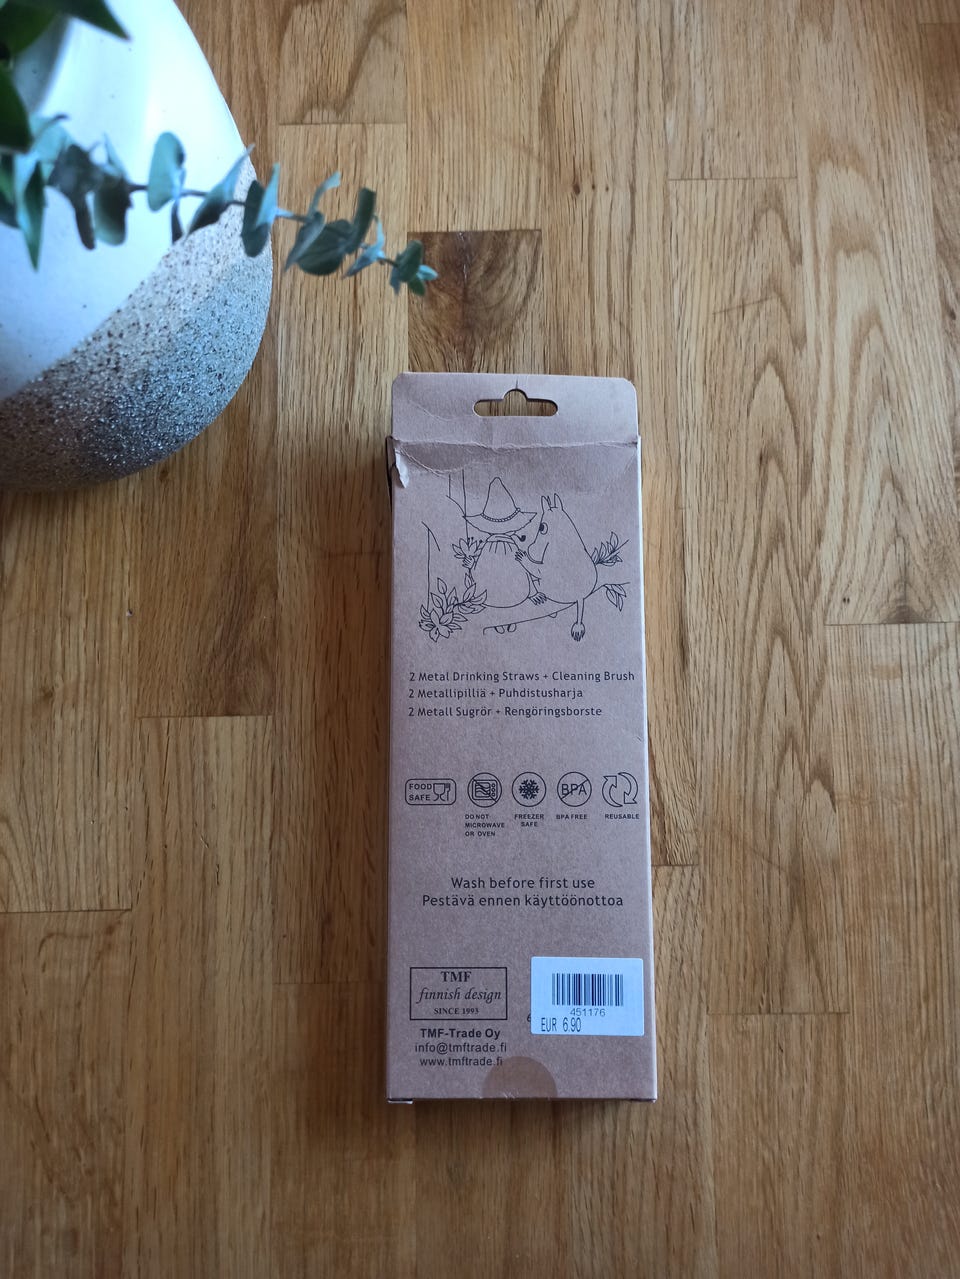 2 Metal Drinking Straws + Cleaning Brush
2 Metallipilliä + Puhdistusharja
2 Metall Sugrör + Rengöringsborste
FOOD
SAFE
DO NOT
MICROWAVE
OR OVEN
FREEZER
SAFE
BPA
BPA FREE
REUSABLE
Wash before first use
Pestävä ennen käyttöönottoa
TMF
finnish design
SINCE 1993
TMF-Trade Oy
info@tmftrade.fi
www.tmftrade.fi
451176
EUR 6.90